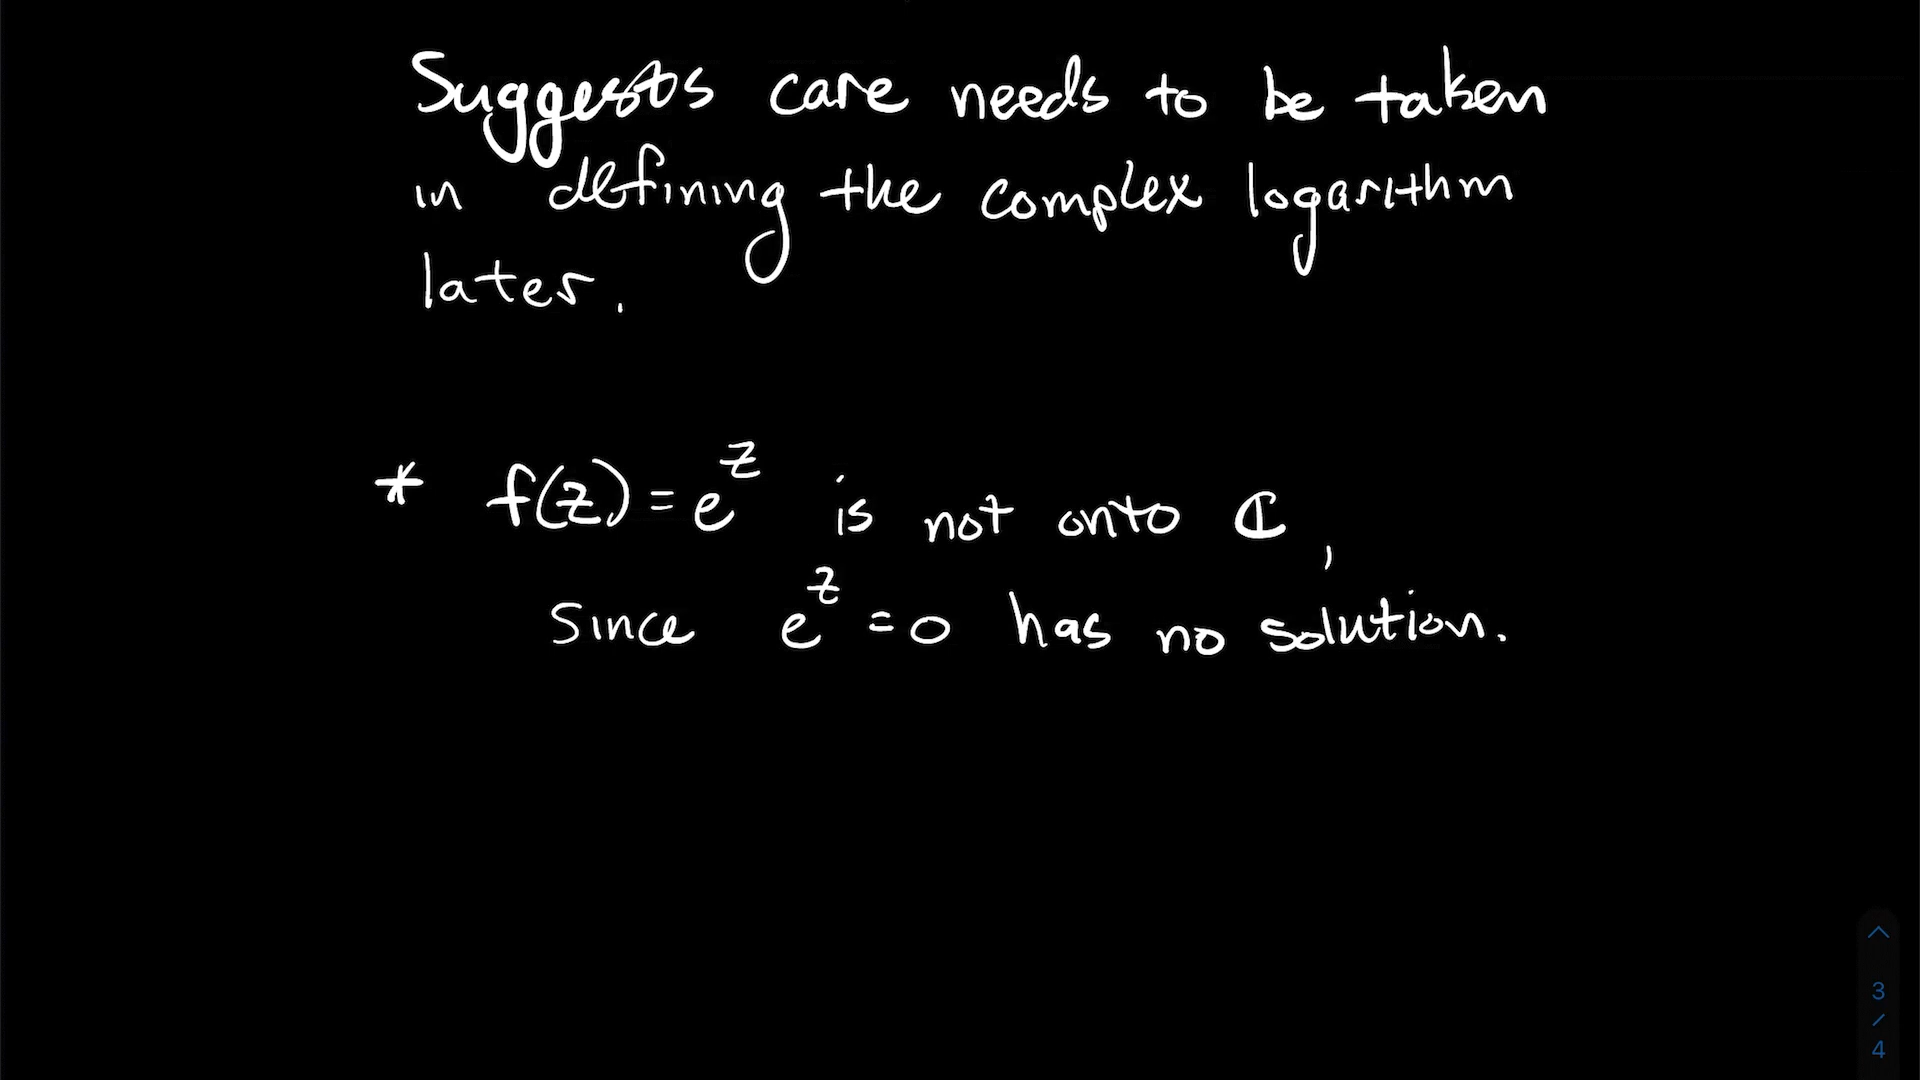 Suggests care needs to be taken
in defining the complex logarithm
later.
* f(z) = e^z is not onto ℂ,
since e^z = 0 has no solution.
3
/
4